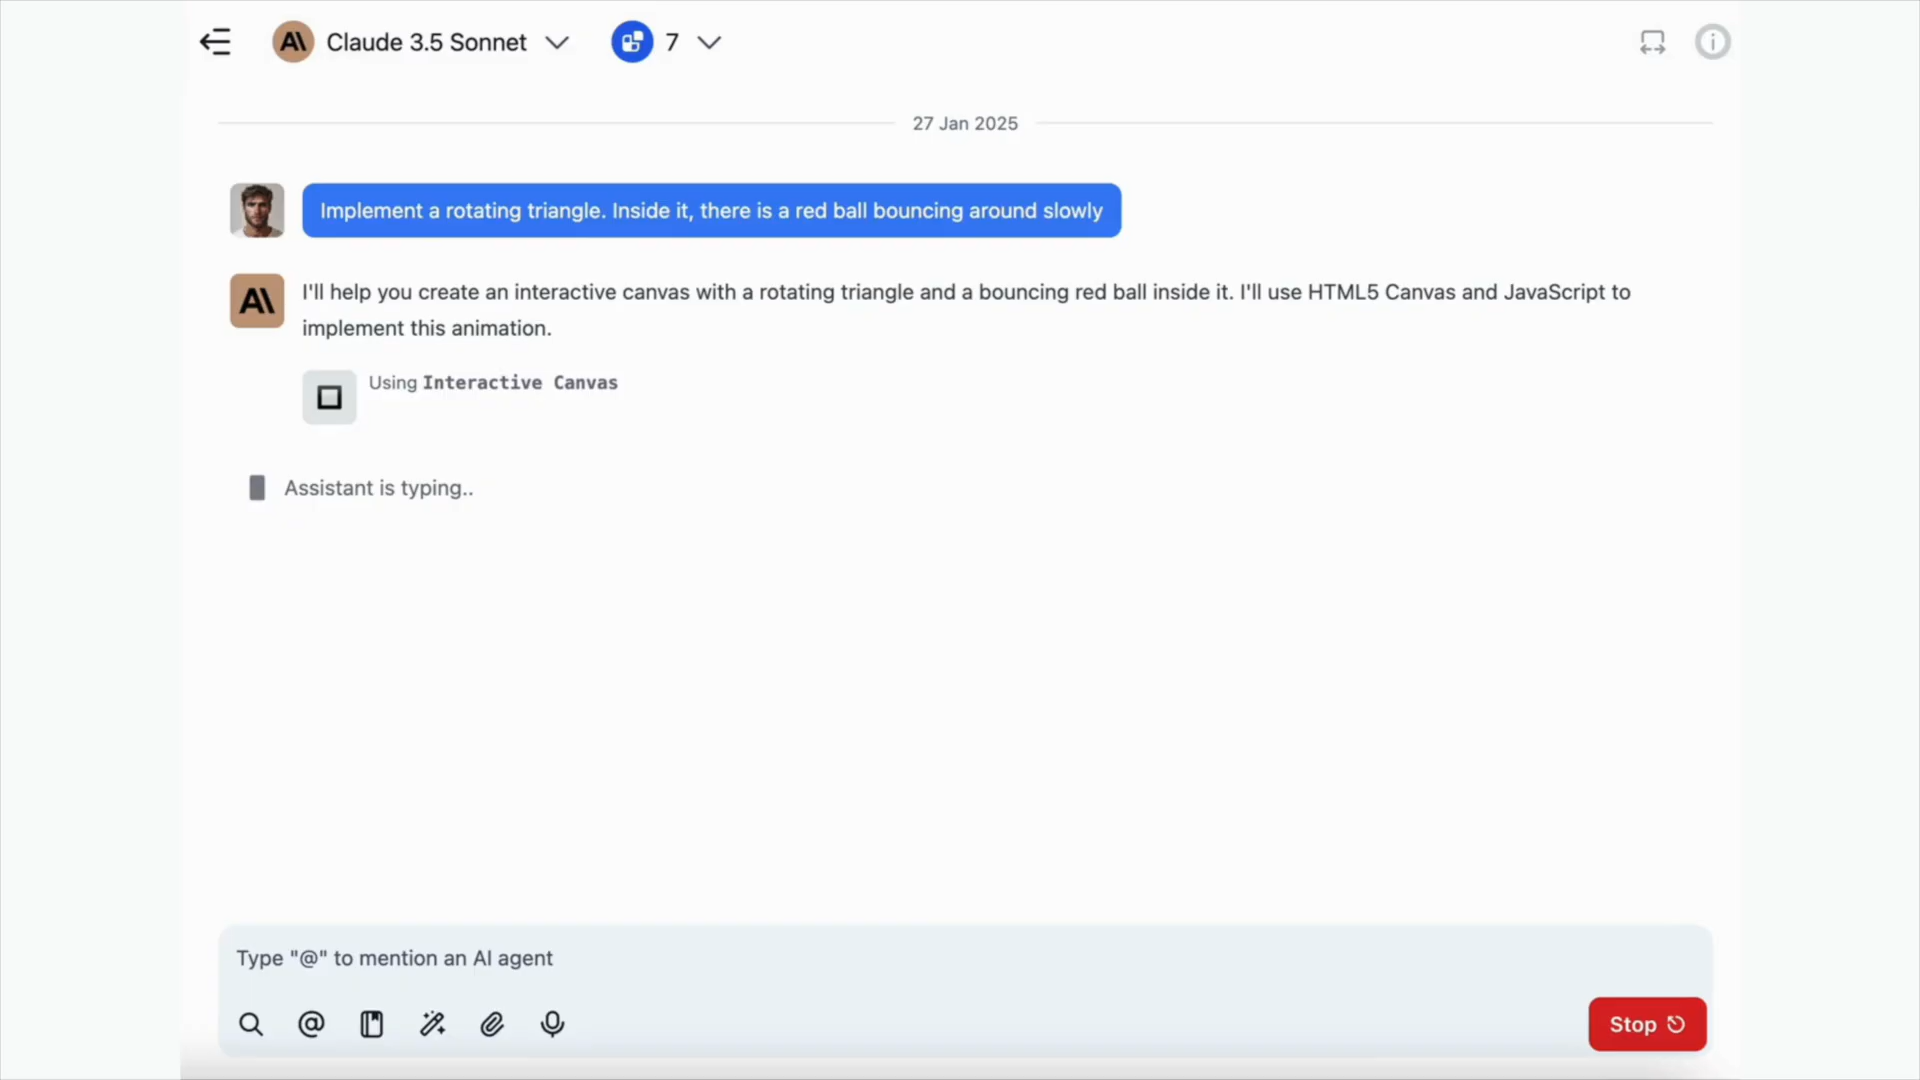 Claude 3.5 Sonnet
7
27 Jan 2025
Implement a rotating triangle. Inside it, there is a red ball bouncing around slowly
I'll help you create an interactive canvas with a rotating triangle and a bouncing red ball inside it. I'll use HTML5 Canvas and JavaScript to
implement this animation.
Using Interactive Canvas
Assistant is typing..
Type "@" to mention an AI agent
Stop